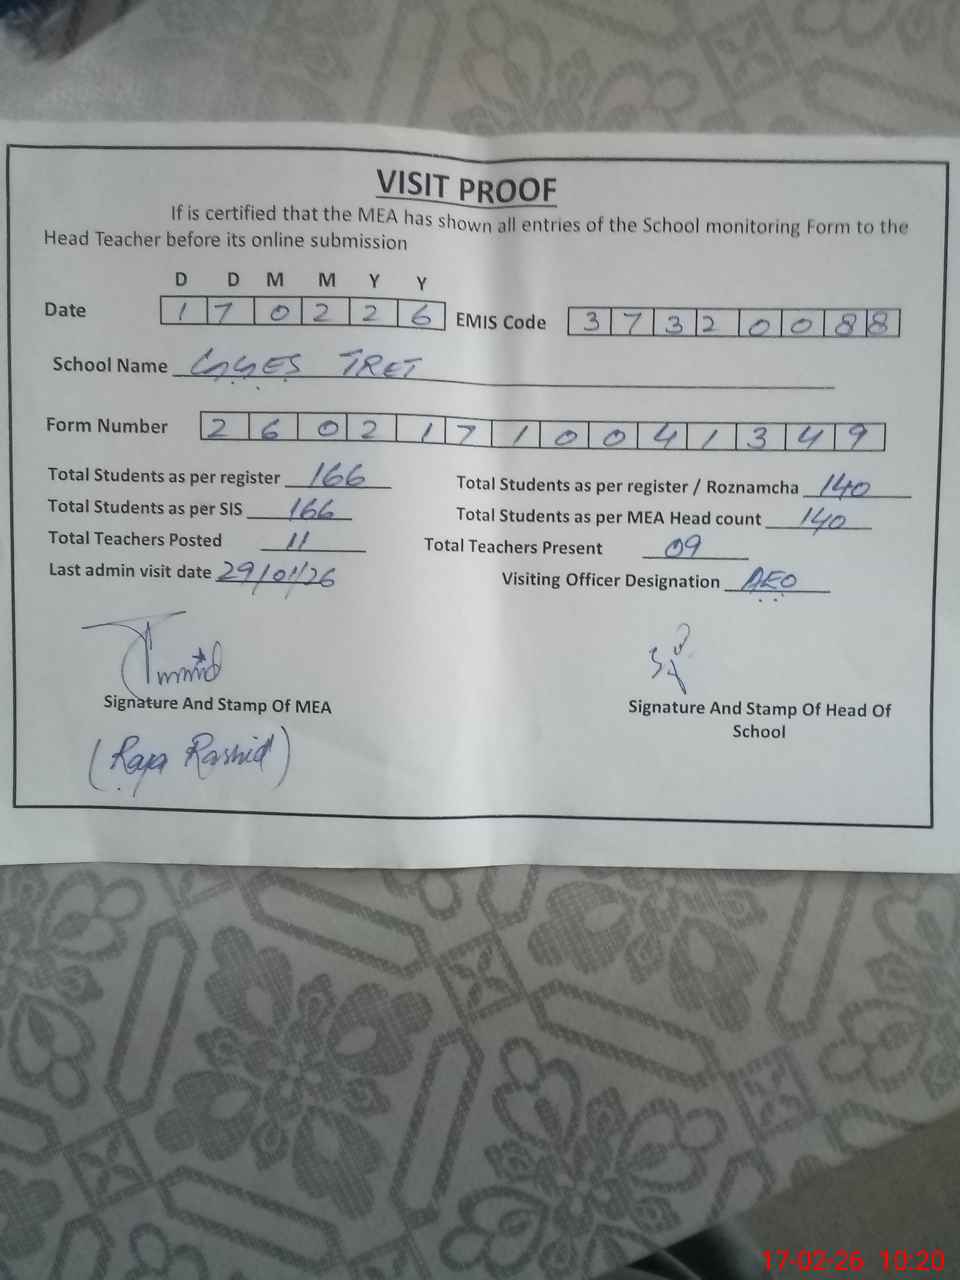 VISIT PROOF
If is certified that the MEA has shown all entries of the School monitoring Form to the
Head Teacher before its online submission
D D M M Y Y
Date 1 7 0 2 2 6 EMIS Code 3 7 3 2 0 0 8 8
School Name GGES TRET
Form Number 2 6 0 2 1 7 1 0 0 4 1 3 4 9
Total Students as per register 166 Total Students as per register / Roznamcha 140
Total Students as per SIS 166 Total Students as per MEA Head count 140
Total Teachers Posted 11 Total Teachers Present 09
Last admin visit date 29/01/26 Visiting Officer Designation AEO
Signature And Stamp Of MEA Signature And Stamp Of Head Of
School
(Raja Rashid)
17-02-26 10:20